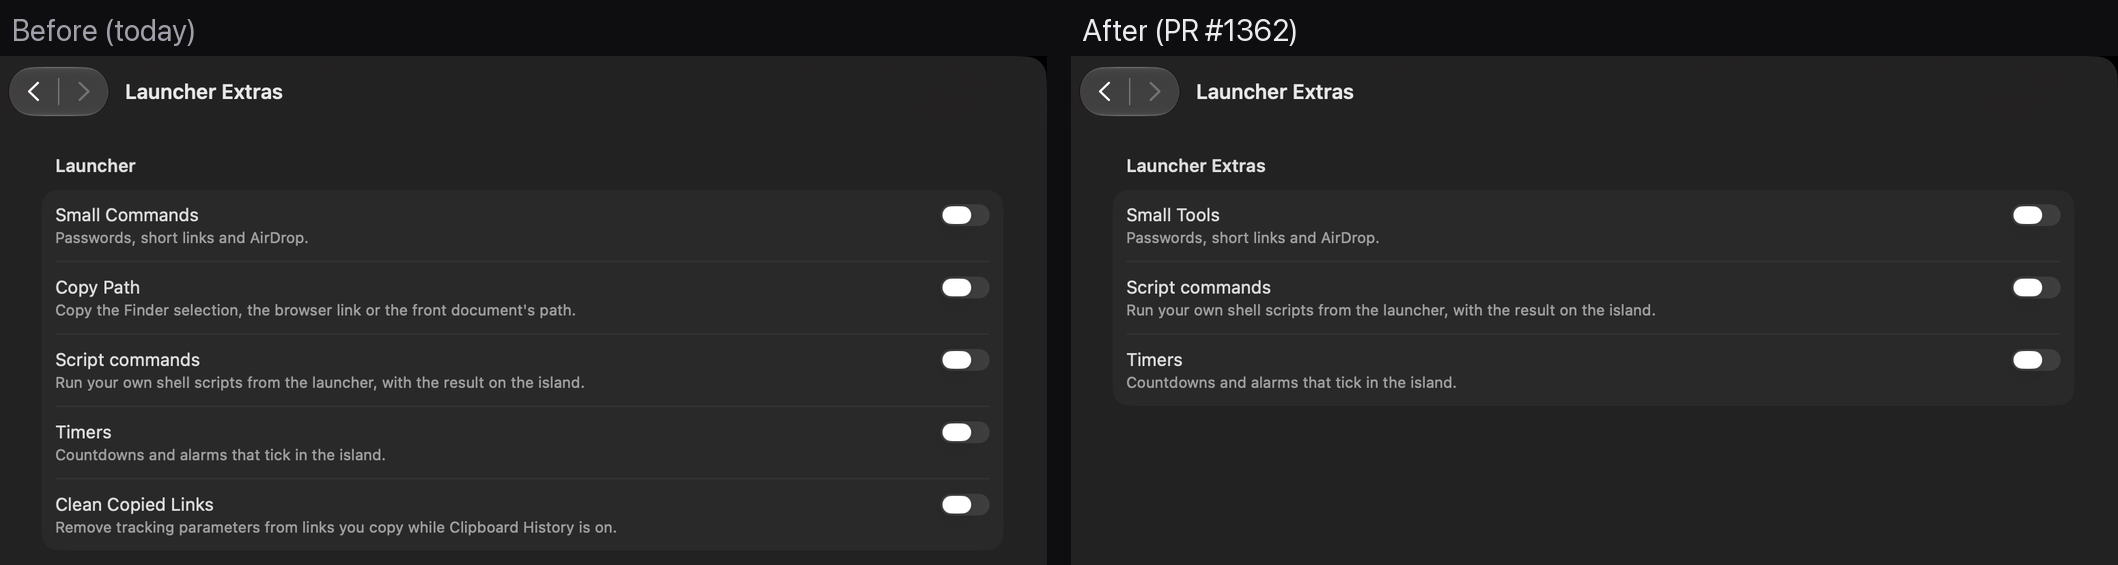 Before (today)
Launcher Extras
Launcher
Small Commands
Passwords, short links and AirDrop.
Copy Path
Copy the Finder selection, the browser link or the front document's path.
Script commands
Run your own shell scripts from the launcher, with the result on the island.
Timers
Countdowns and alarms that tick in the island.
Clean Copied Links
Remove tracking parameters from links you copy while Clipboard History is on.
After (PR #1362)
Launcher Extras
Launcher Extras
Small Tools
Passwords, short links and AirDrop.
Script commands
Run your own shell scripts from the launcher, with the result on the island.
Timers
Countdowns and alarms that tick in the island.